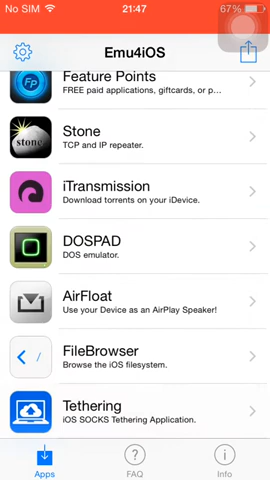 No SIM 21:47 67%
Emu4iOS
Fp
Feature Points
FREE paid applications, giftcards, or p...
stone
Stone
TCP and IP repeater.
iTransmission
Download torrents on your iDevice.
DOSPAD
DOS emulator.
AirFloat
Use your Device as an AirPlay Speaker!
< /
FileBrowser
Browse the iOS filesystem.
Tethering
iOS SOCKS Tethering Application.
Apps ? FAQ i Info